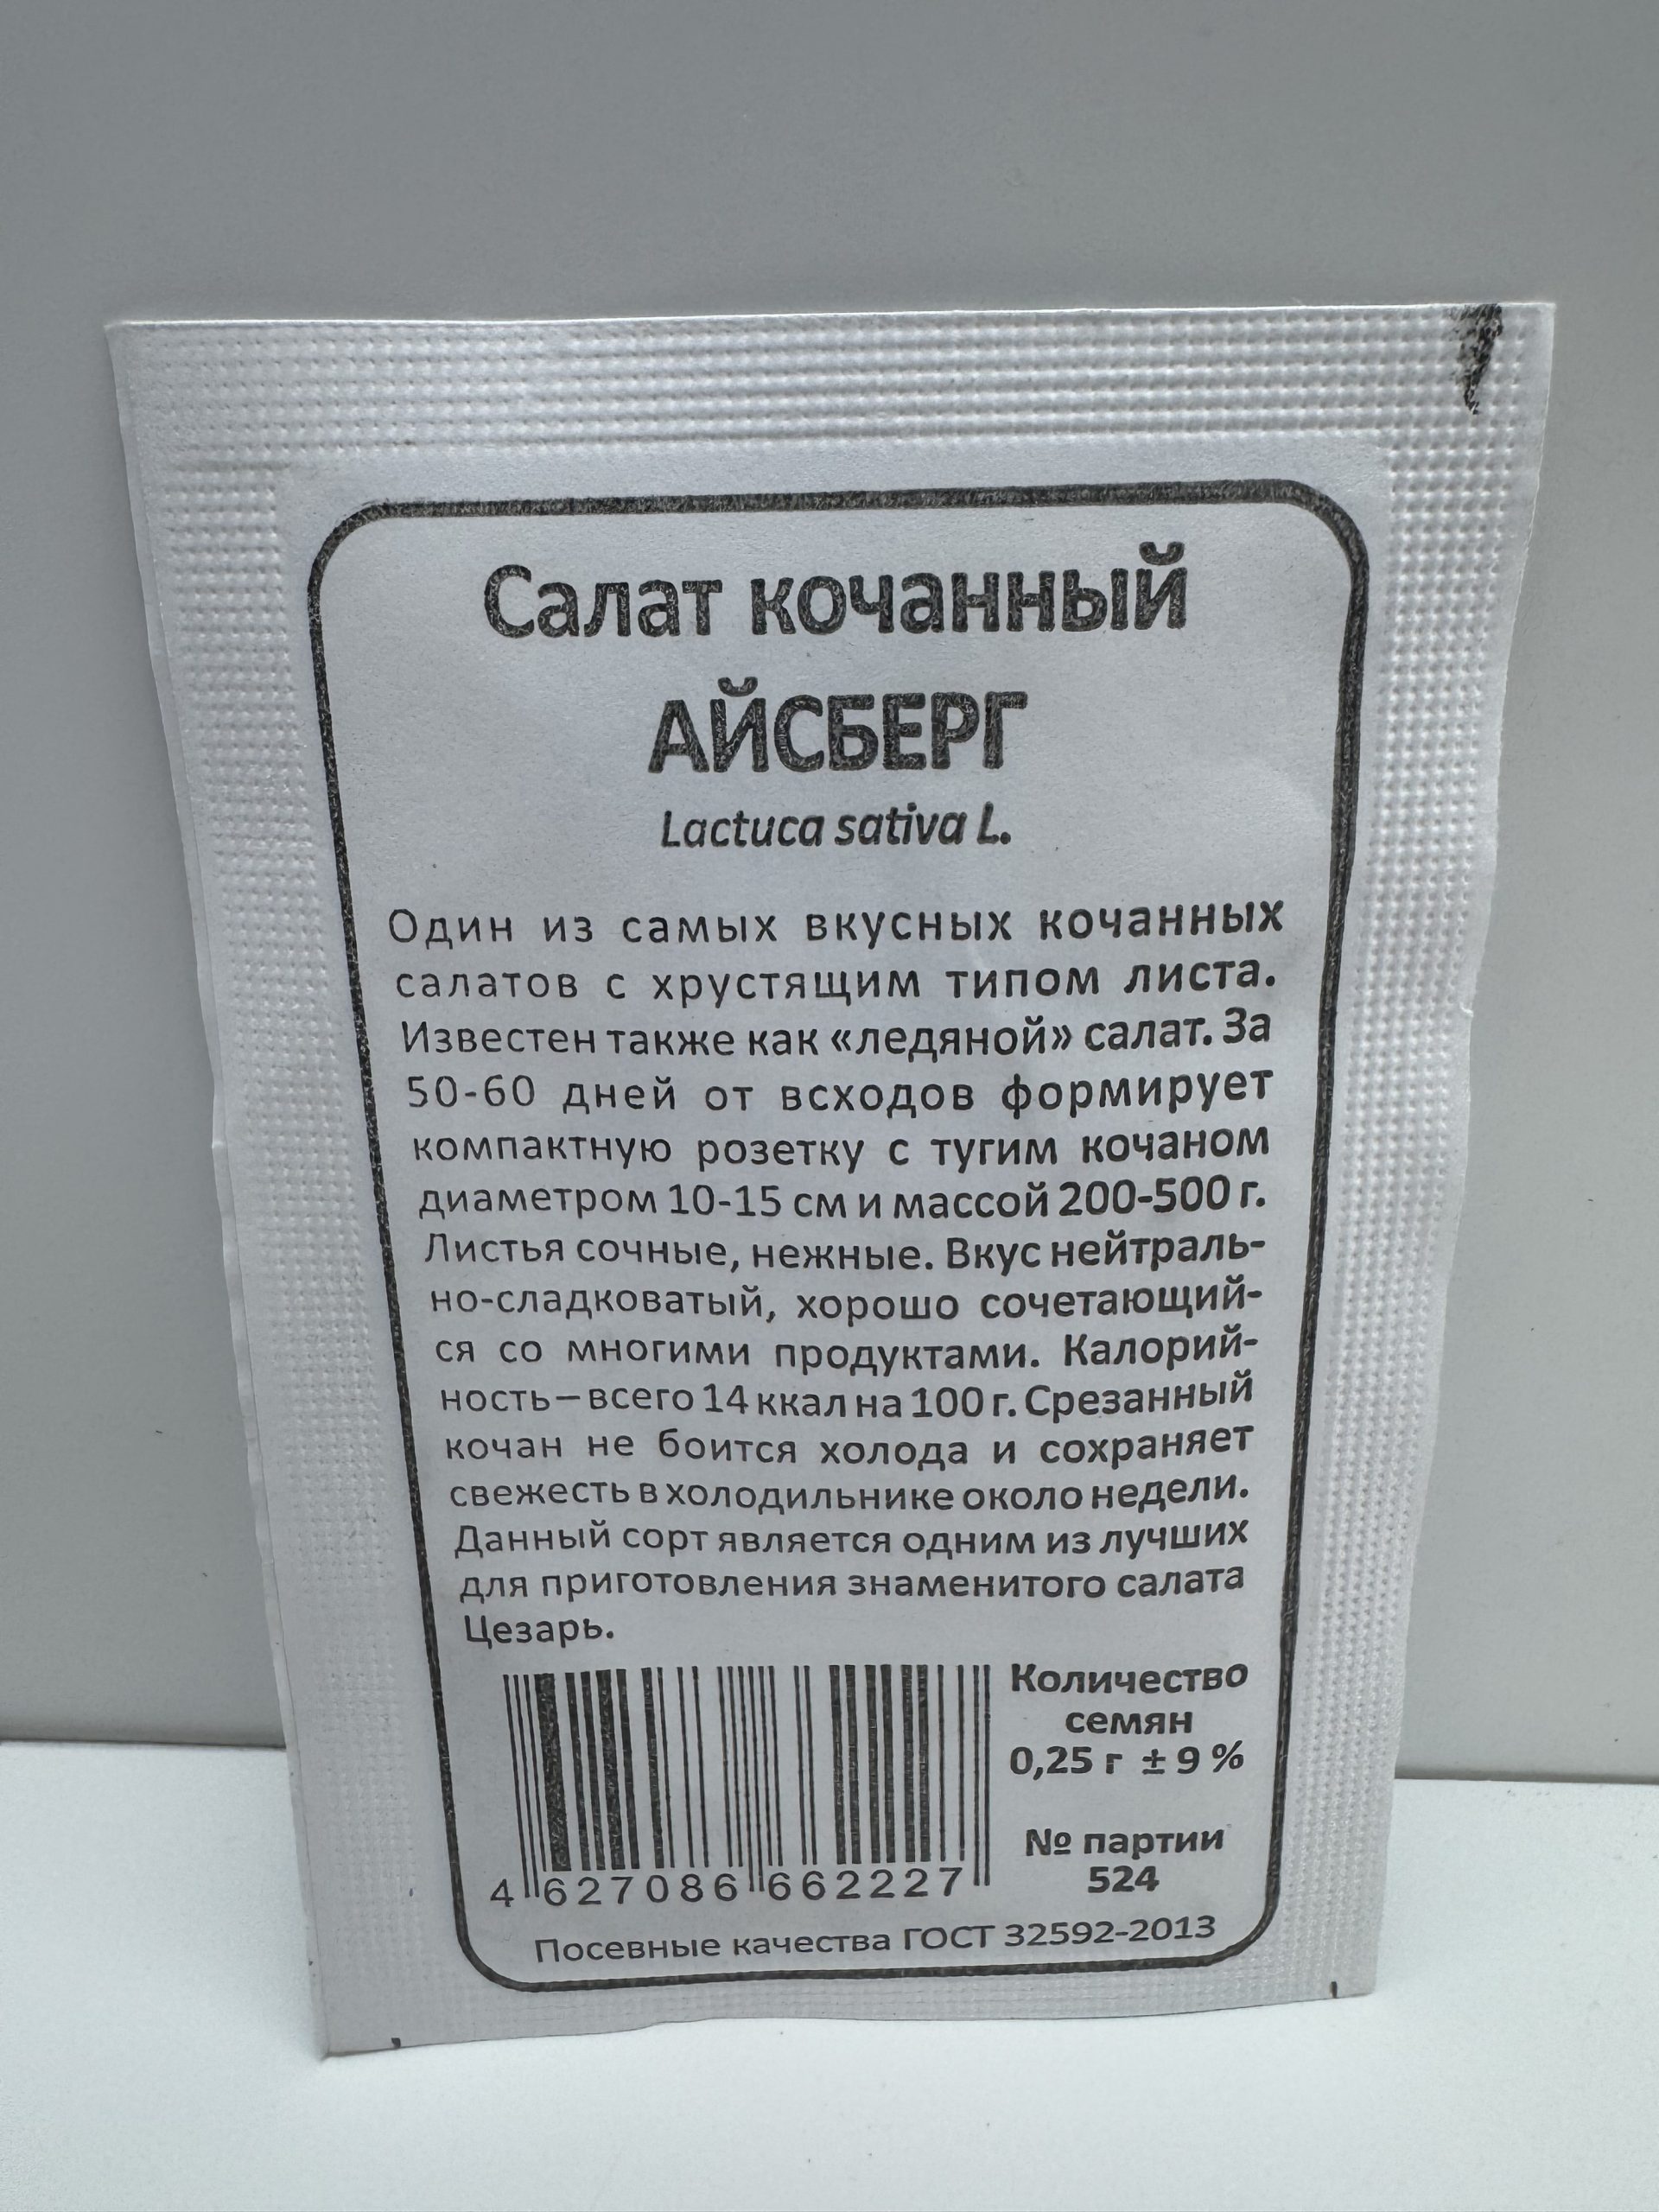 Салат кочанный
АЙСБЕРГ
Lactuca sativa L.
Один из самых вкусных кочанных
салатов с хрустящим типом листа.
Известен также как «ледяной» салат. За
50-60 дней от всходов формирует
компактную розетку с тугим кочаном
диаметром 10-15 см и массой 200-500 г.
Листья сочные, нежные. Вкус нейтраль-
но-сладковатый, хорошо сочетающий-
ся со многими продуктами. Калорий-
ность – всего 14 ккал на 100 г. Срезанный
кочан не боится холода и сохраняет
свежесть в холодильнике около недели.
Данный сорт является одним из лучших
для приготовления знаменитого салата
Цезарь.
Количество
семян
0,25 г ± 9 %
№ партии
524
4 627086 662227
Посевные качества ГОСТ 32592-2013